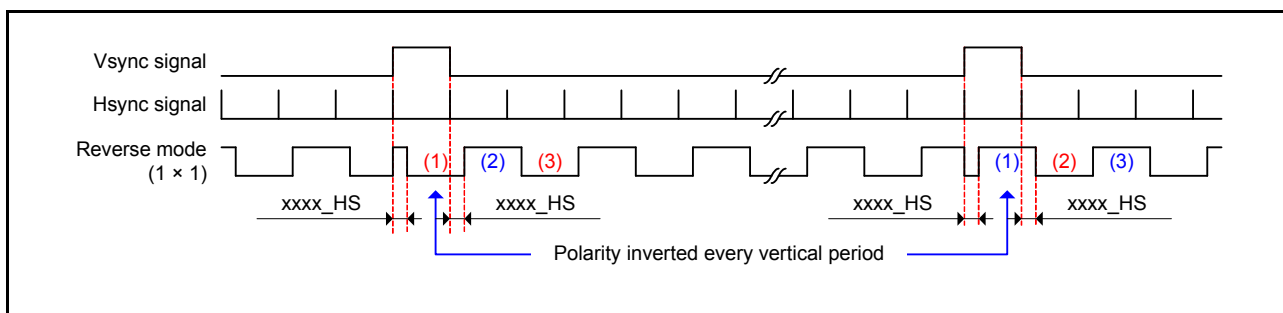 Vsync signal
Hsync signal
Reverse mode
(1 × 1)
(1) (2) (3) (1) (2) (3)
xxxx_HS xxxx_HS xxxx_HS xxxx_HS
Polarity inverted every vertical period